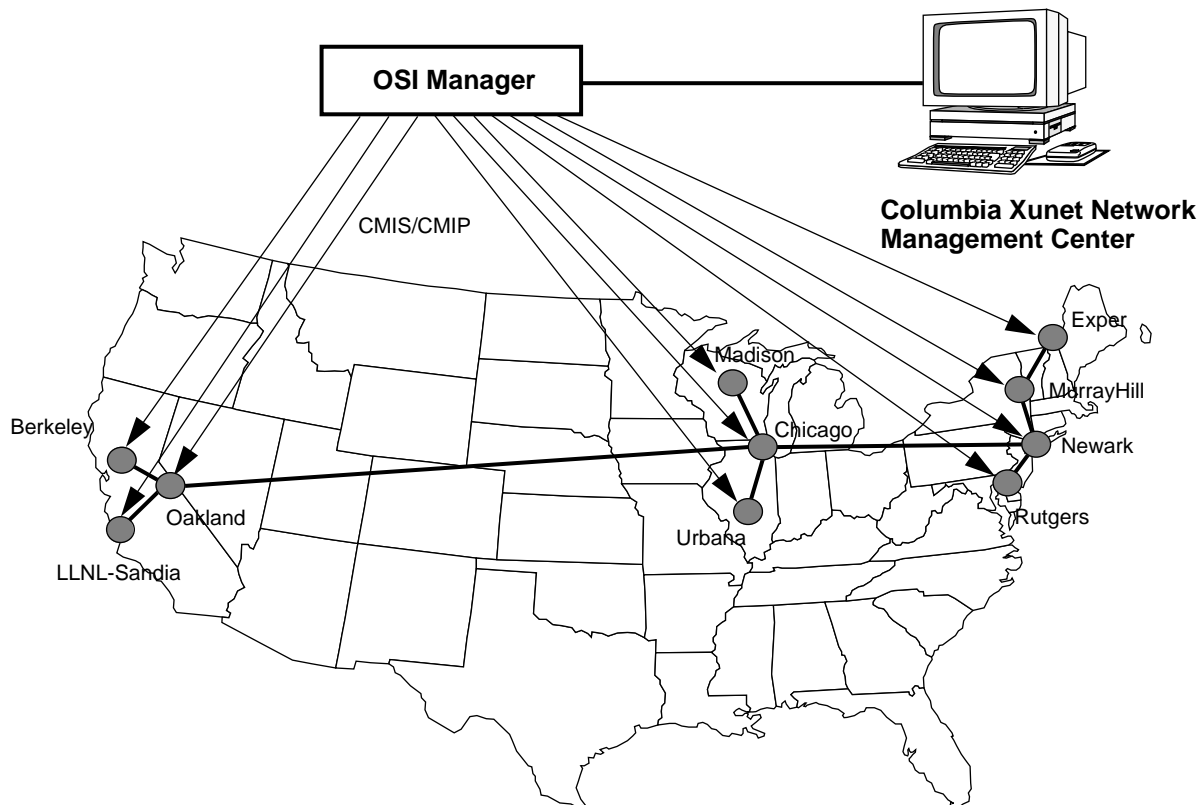 OSI Manager
Columbia Xunet Network
Management Center
CMIS/CMIP
Exper
Madison
MurrayHill
Berkeley
Chicago
Newark
Oakland
Rutgers
Urbana
LLNL-Sandia